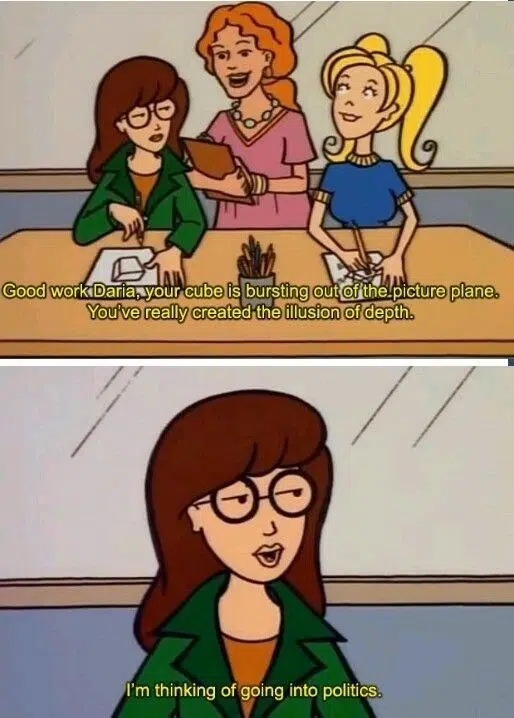 Good work Daria, your cube is bursting out of the picture plane.
You've really created the illusion of depth.
I'm thinking of going into politics.